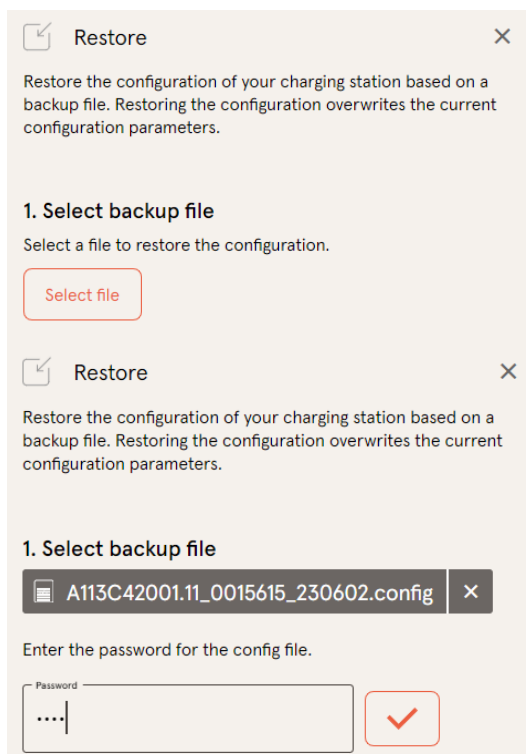 Restore
Restore the configuration of your charging station based on a
backup file. Restoring the configuration overwrites the current
configuration parameters.
1. Select backup file
Select a file to restore the configuration.
Select file
Restore
Restore the configuration of your charging station based on a
backup file. Restoring the configuration overwrites the current
configuration parameters.
1. Select backup file
A113C42001.11_0015615_230602.config
Enter the password for the config file.
Password
....